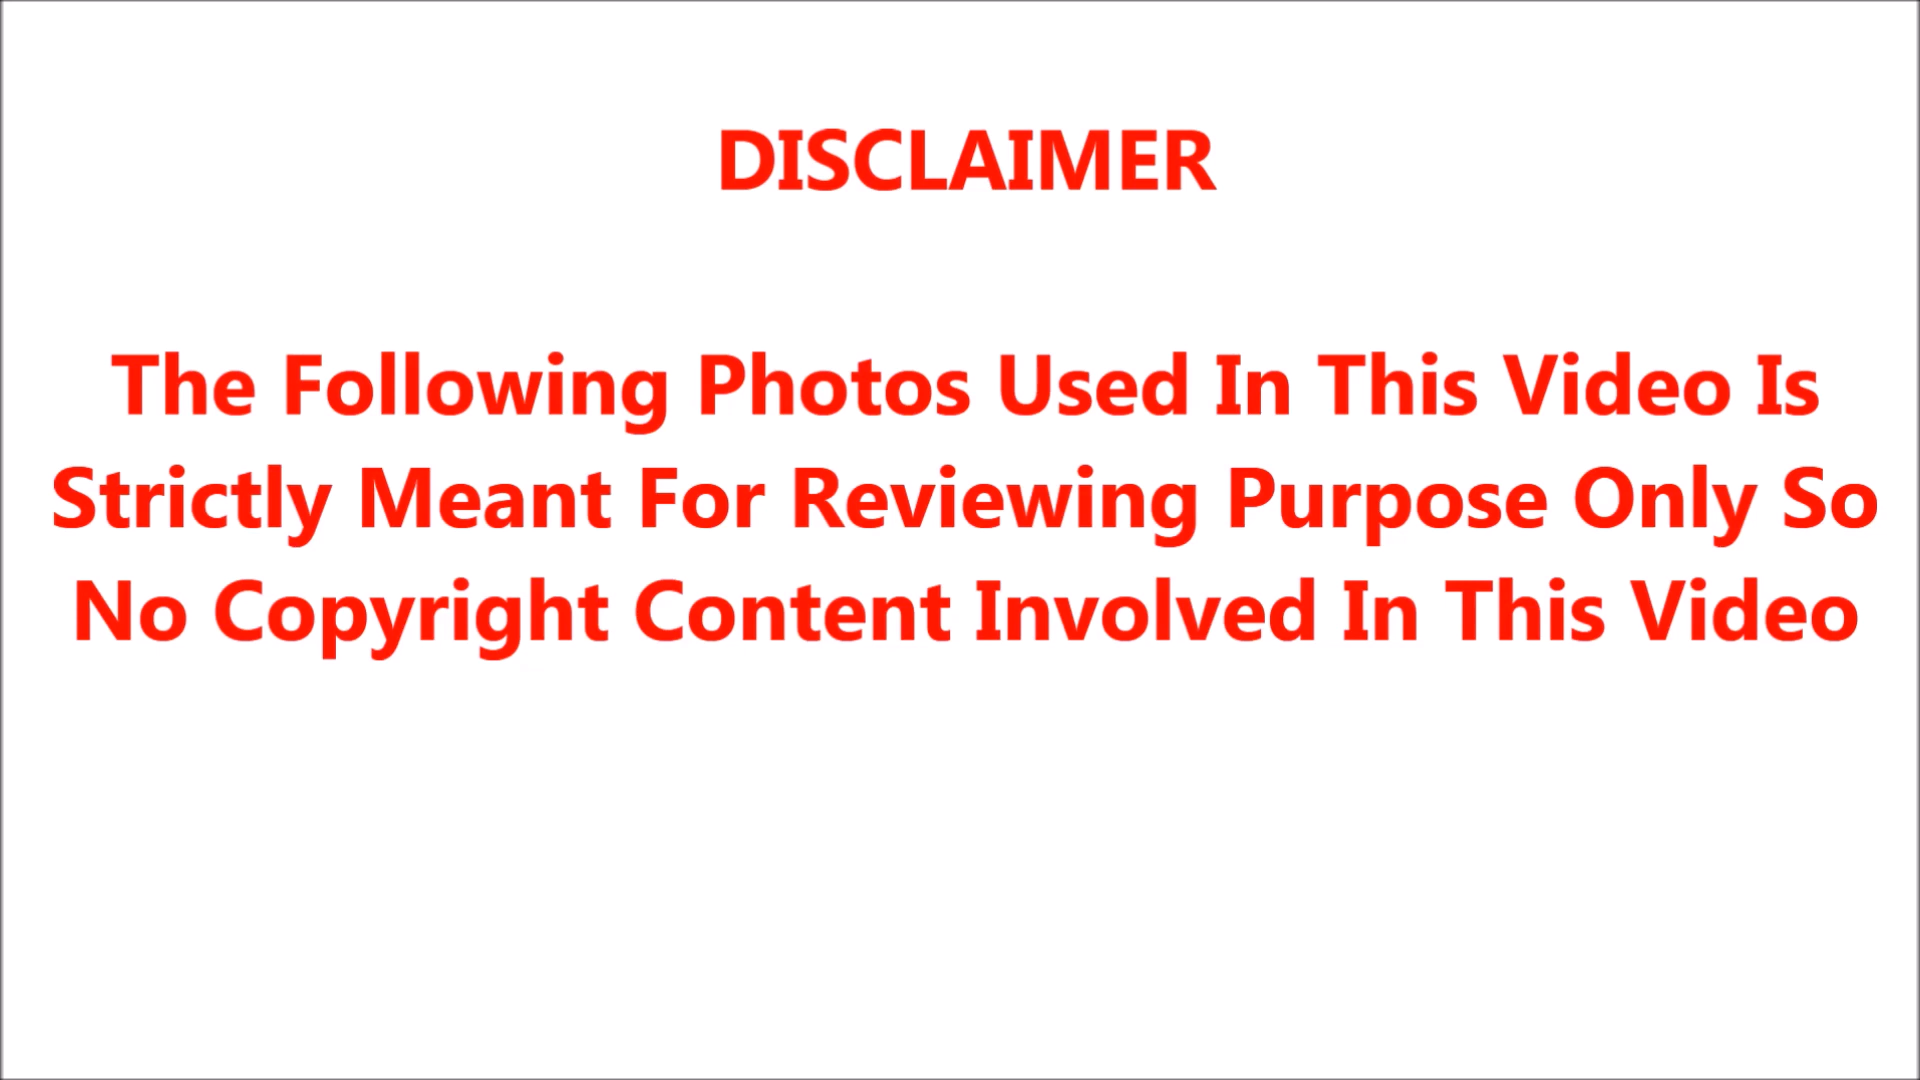 DISCLAIMER
The Following Photos Used In This Video Is
Strictly Meant For Reviewing Purpose Only So
No Copyright Content Involved In This Video